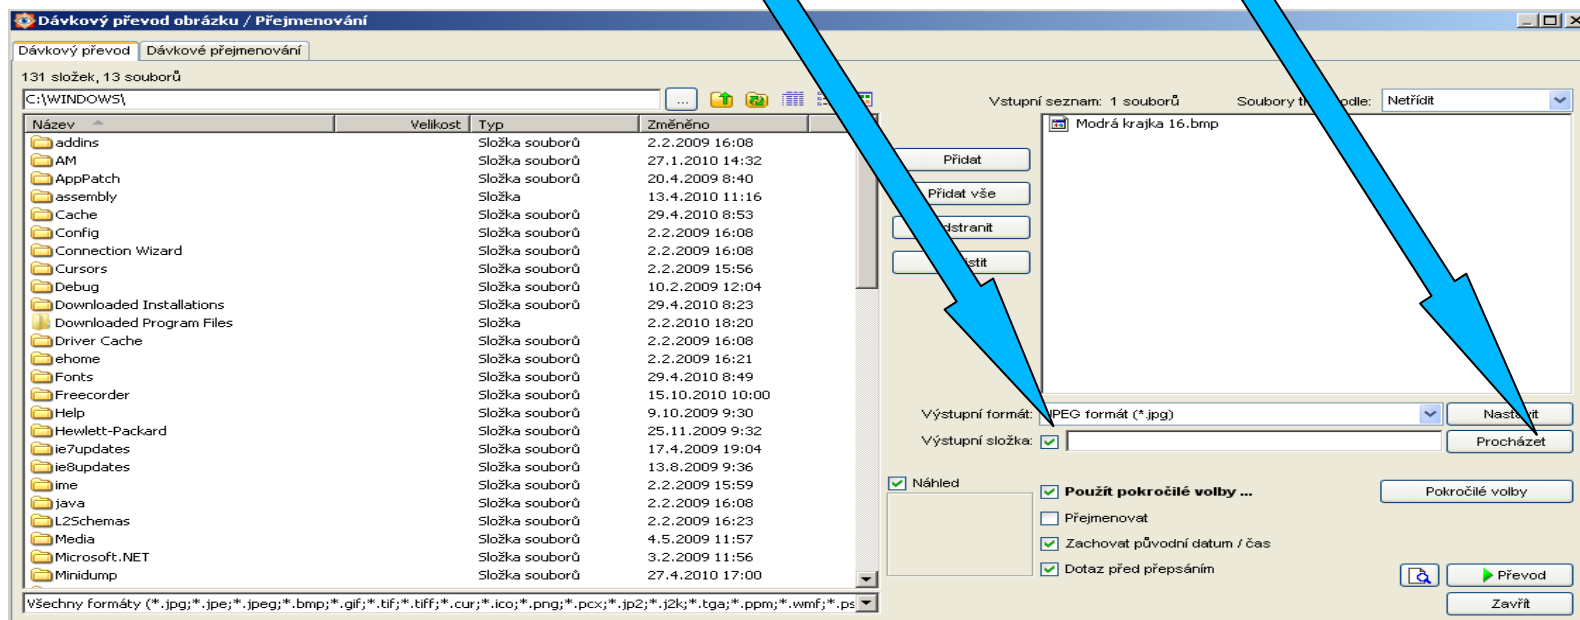 Dávkový převod obrázku / Přejmenování
Dávkový převod Dávkové přejmenování
131 složek, 13 souborů
C:\WINDOWS\ ...
Vstupní seznam: 1 souborů Soubory Netřídit
Název Velikost Typ Změněno
addins Složka souborů 2.2.2009 16:08
AM Složka souborů 27.1.2010 14:32
AppPatch Složka souborů 20.4.2009 8:40
assembly Složka 13.4.2010 11:16
Cache Složka souborů 29.4.2010 8:53
Config Složka souborů 2.2.2009 16:08
Connection Wizard Složka souborů 2.2.2009 16:08
Cursors Složka souborů 2.2.2009 15:56
Debug Složka souborů 10.2.2009 12:04
Downloaded Installations Složka souborů 29.4.2010 8:23
Downloaded Program Files Složka 2.2.2010 18:20
Driver Cache Složka souborů 2.2.2009 16:08
ehome Složka souborů 2.2.2009 16:21
Fonts Složka souborů 29.4.2010 8:49
Freecorder Složka souborů 15.10.2010 10:00
Help Složka souborů 9.10.2009 9:30
Hewlett-Packard Složka souborů 25.11.2009 9:32
ie7updates Složka souborů 17.4.2009 19:04
ie8updates Složka souborů 13.8.2009 9:36
ime Složka souborů 2.2.2009 15:59
java Složka souborů 2.2.2009 16:08
L2Schemas Složka souborů 2.2.2009 16:23
Media Složka souborů 4.5.2009 11:57
Microsoft.NET Složka souborů 3.2.2009 11:56
Minidump Složka souborů 27.4.2010 17:00
Všechny formáty (*.jpg;*.jpe;*.jpeg;*.bmp;*.gif;*.tif;*.tiff;*.cur;*.ico;*.png;*.pcx;*.jp2;*.j2k;*.tga;*.ppm;*.wmf;*.ps
Modrá krajka 16.bmp
Přidat
Přidat vše
Výstupní formát: JPEG formát (*.jpg) Nastavit
Výstupní složka: Procházet
Náhled
Použít pokročilé volby ... Pokročilé volby
Přejmenovat
Zachovat původní datum / čas
Dotaz před přepsáním
Převod
Zavřít